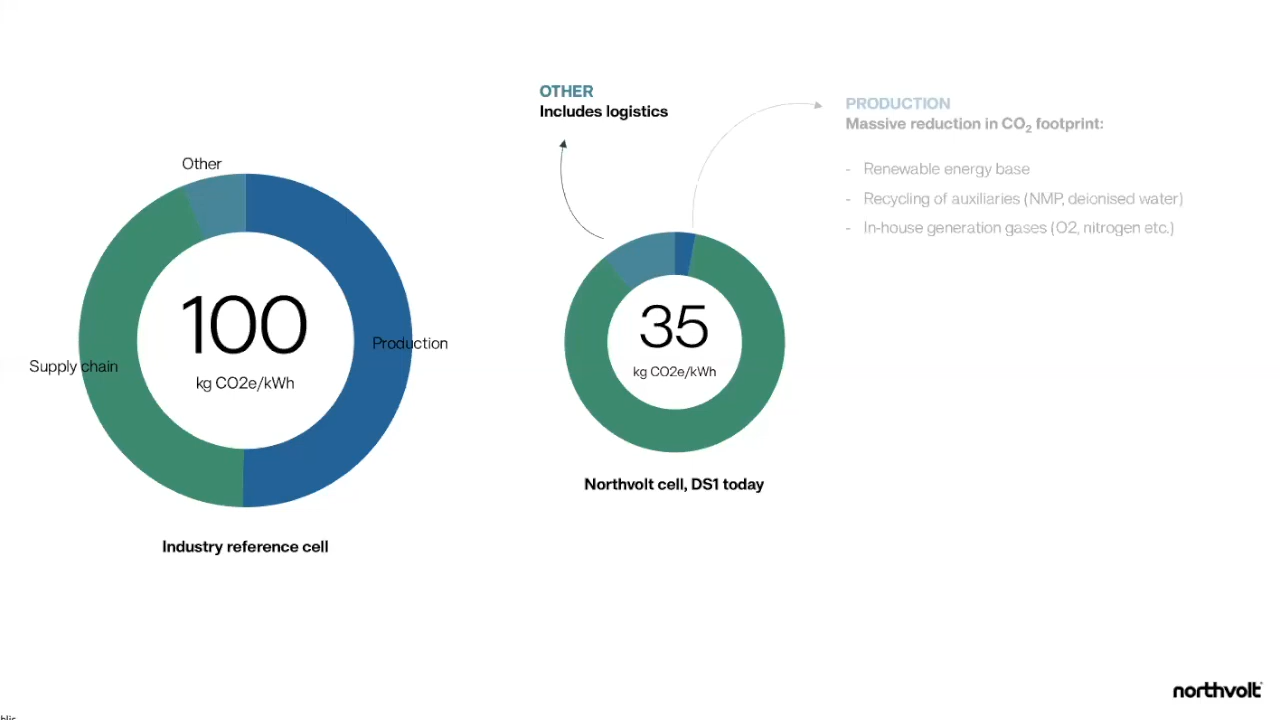 OTHER
Includes logistics
PRODUCTION
Massive reduction in CO₂ footprint:
- Renewable energy base
- Recycling of auxiliaries (NMP, deionised water)
- In-house generation gases (O2, nitrogen etc.)
Other
Production
Supply chain
100
kg CO2e/kWh
Industry reference cell
35
kg CO2e/kWh
Northvolt cell, DS1 today
northvolt